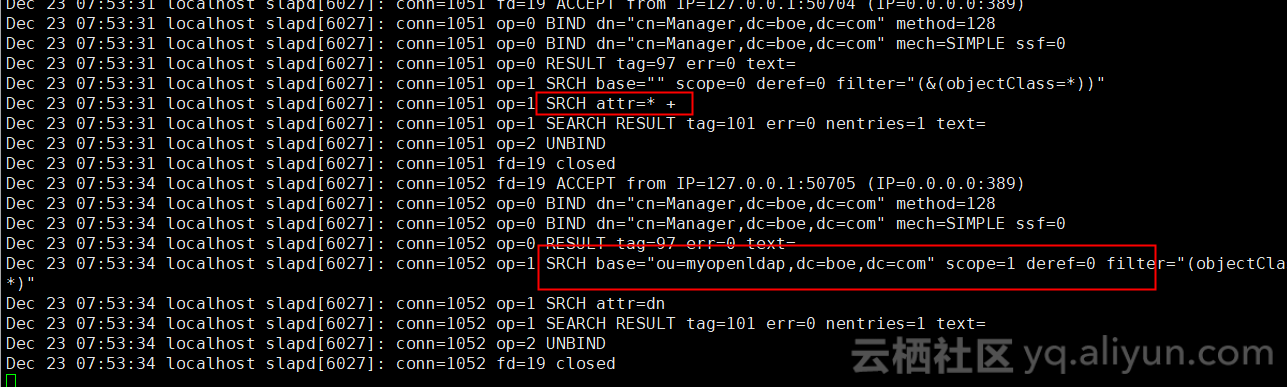 Dec 23 07:53:31 localhost slapd[6027]: conn=1051 fd=19 ACCEPT from IP=127.0.0.1:50704 (IP=0.0.0.0:389)
Dec 23 07:53:31 localhost slapd[6027]: conn=1051 op=0 BIND dn="cn=Manager,dc=boe,dc=com" method=128
Dec 23 07:53:31 localhost slapd[6027]: conn=1051 op=0 BIND dn="cn=Manager,dc=boe,dc=com" mech=SIMPLE ssf=0
Dec 23 07:53:31 localhost slapd[6027]: conn=1051 op=0 RESULT tag=97 err=0 text=
Dec 23 07:53:31 localhost slapd[6027]: conn=1051 op=1 SRCH base="" scope=0 deref=0 filter="(&(objectClass=*))"
Dec 23 07:53:31 localhost slapd[6027]: conn=1051 op=1 SRCH attr=* +
Dec 23 07:53:31 localhost slapd[6027]: conn=1051 op=1 SEARCH RESULT tag=101 err=0 nentries=1 text=
Dec 23 07:53:31 localhost slapd[6027]: conn=1051 op=2 UNBIND
Dec 23 07:53:31 localhost slapd[6027]: conn=1051 fd=19 closed
Dec 23 07:53:34 localhost slapd[6027]: conn=1052 fd=19 ACCEPT from IP=127.0.0.1:50705 (IP=0.0.0.0:389)
Dec 23 07:53:34 localhost slapd[6027]: conn=1052 op=0 BIND dn="cn=Manager,dc=boe,dc=com" method=128
Dec 23 07:53:34 localhost slapd[6027]: conn=1052 op=0 BIND dn="cn=Manager,dc=boe,dc=com" mech=SIMPLE ssf=0
Dec 23 07:53:34 localhost slapd[6027]: conn=1052 op=0 RESULT tag=97 err=0 text=
Dec 23 07:53:34 localhost slapd[6027]: conn=1052 op=1 SRCH base="ou=myopenldap,dc=boe,dc=com" scope=1 deref=0 filter="(objectCla
*)"
Dec 23 07:53:34 localhost slapd[6027]: conn=1052 op=1 SRCH attr=dn
Dec 23 07:53:34 localhost slapd[6027]: conn=1052 op=1 SEARCH RESULT tag=101 err=0 nentries=1 text=
Dec 23 07:53:34 localhost slapd[6027]: conn=1052 op=2 UNBIND
Dec 23 07:53:34 localhost slapd[6027]: conn=1052 fd=19 closed
云栖社区 yq.aliyun.com